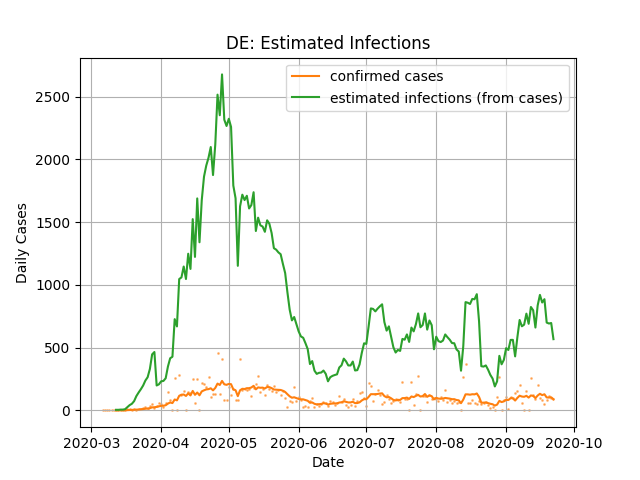 DE: Estimated Infections
confirmed cases
estimated infections (from cases)
Daily Cases
2500
2000
1500
1000
500
0
2020-03 2020-04 2020-05 2020-06 2020-07 2020-08 2020-09 2020-10
Date